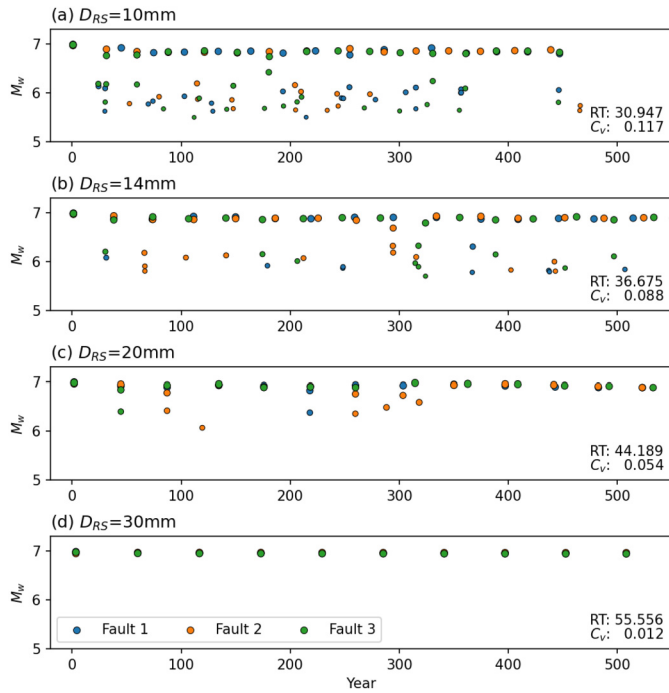 (a) D_RS=10mm
7
6
5
M_w
0
100
200
300
400
500
RT: 30.947
C_v: 0.117
(b) D_RS=14mm
7
6
5
M_w
0
100
200
300
400
500
RT: 36.675
C_v: 0.088
(c) D_RS=20mm
7
6
5
M_w
0
100
200
300
400
500
RT: 44.189
C_v: 0.054
(d) D_RS=30mm
7
6
5
M_w
Fault 1 Fault 2 Fault 3
RT: 55.556
C_v: 0.012
0
100
200
300
400
500
Year